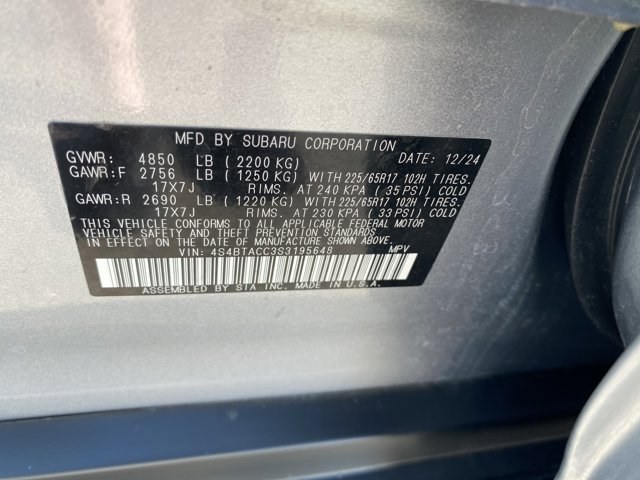 MFD BY SUBARU CORPORATION
GVWR: 4850 LB (2200 KG) DATE: 12/24
GAWR:F 2756 LB (1250 KG) WITH 225/65R17 102H TIRES.
17X7J RIMS. AT 240 KPA (35 PSI) COLD
GAWR:R 2690 LB (1220 KG) WITH 225/65R17 102H TIRES.
17X7J RIMS. AT 230 KPA (33 PSI) COLD
THIS VEHICLE CONFORMS TO ALL APPLICABLE FEDERAL MOTOR
VEHICLE SAFETY AND THEFT PREVENTION STANDARDS
IN EFFECT ON THE DATE OF MANUFACTURE SHOWN ABOVE.
VIN: 4S4BTACC3S3195648 MPV
ASSEMBLED BY SIA INC. MADE IN U.S.A.